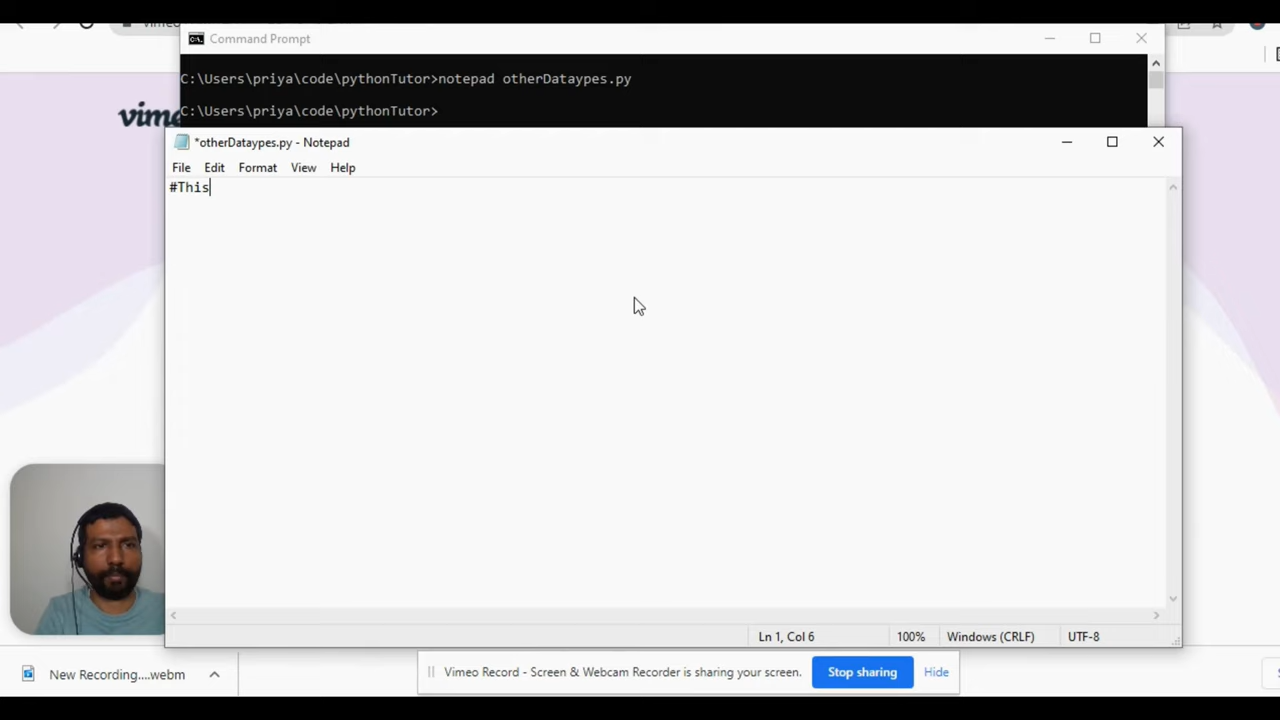 Command Prompt
C:\Users\priya\code\pythonTutor>notepad otherDataypes.py
vime
C:\Users\priya\code\pythonTutor>
*otherDataypes.py - Notepad
File Edit Format View Help
#This
Ln 1, Col 6 100% Windows (CRLF) UTF-8
New Recording....webm
Vimeo Record - Screen & Webcam Recorder is sharing your screen. Stop sharing Hide